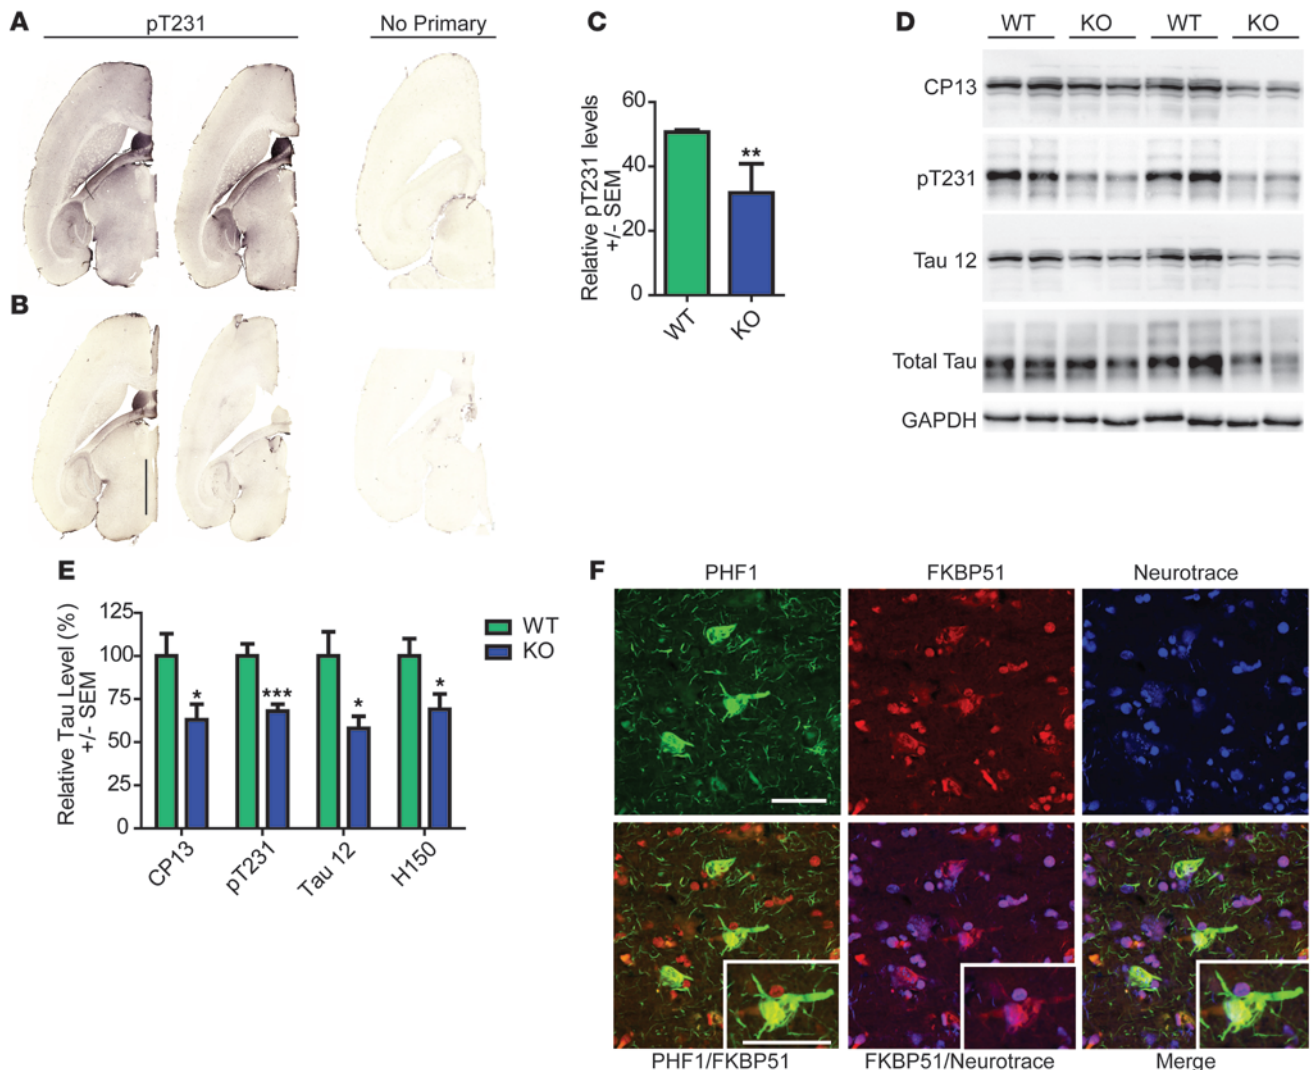 A
pT231
No Primary
B
C
Relative pT231 levels
+/- SEM
60
40
20
0
**
WT
KO
D
WT KO WT KO
CP13
pT231
Tau 12
Total Tau
GAPDH
E
Relative Tau Level (%)
+/- SEM
125
100
75
50
25
0
*
***
*
*
WT
KO
CP13
pT231
Tau 12
H150
F
PHF1
FKBP51
Neurotrace
PHF1/FKBP51
FKBP51/Neurotrace
Merge